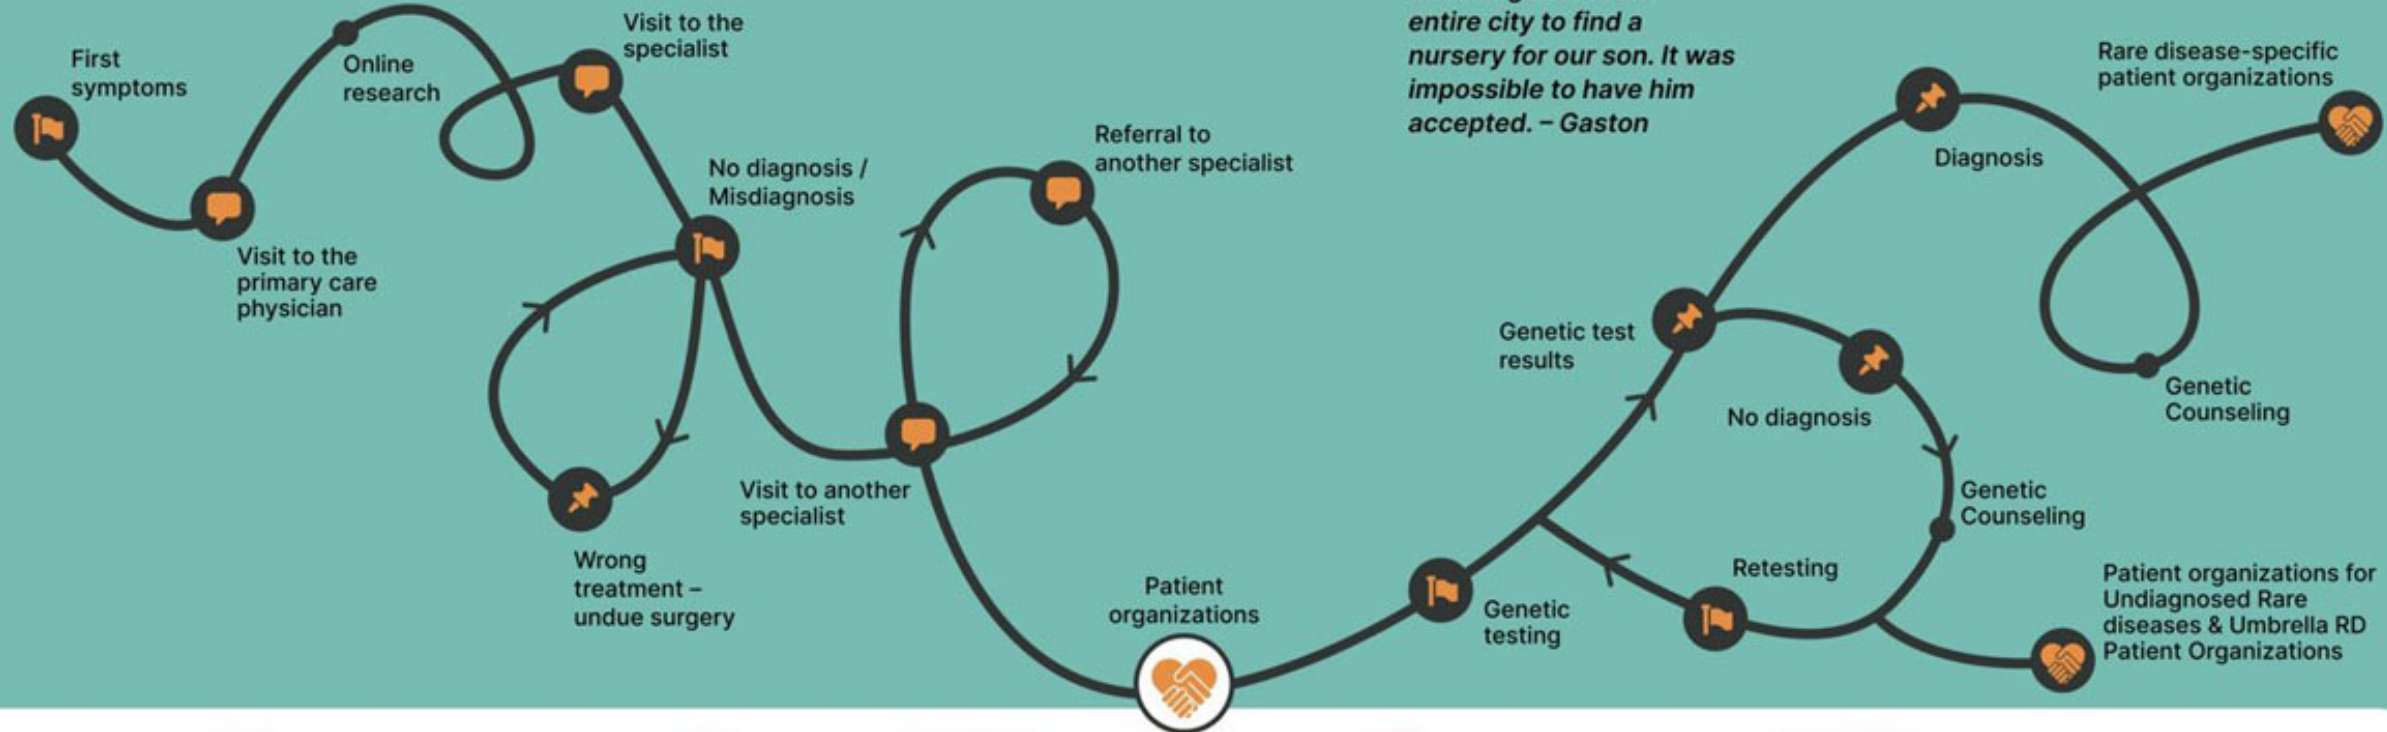 First
symptoms
Visit to the
primary care
physician
Online
research
Visit to the
specialist
No diagnosis /
Misdiagnosis
Wrong
treatment –
undue surgery
Visit to another
specialist
Referral to
another specialist
Patient
organizations
entire city to find a
nursery for our son. It was
impossible to have him
accepted. – Gaston
Genetic
testing
Genetic test
results
No diagnosis
Genetic
Counseling
Retesting
Patient organizations for
Undiagnosed Rare
diseases & Umbrella RD
Patient Organizations
Diagnosis
Genetic
Counseling
Rare disease-specific
patient organizations